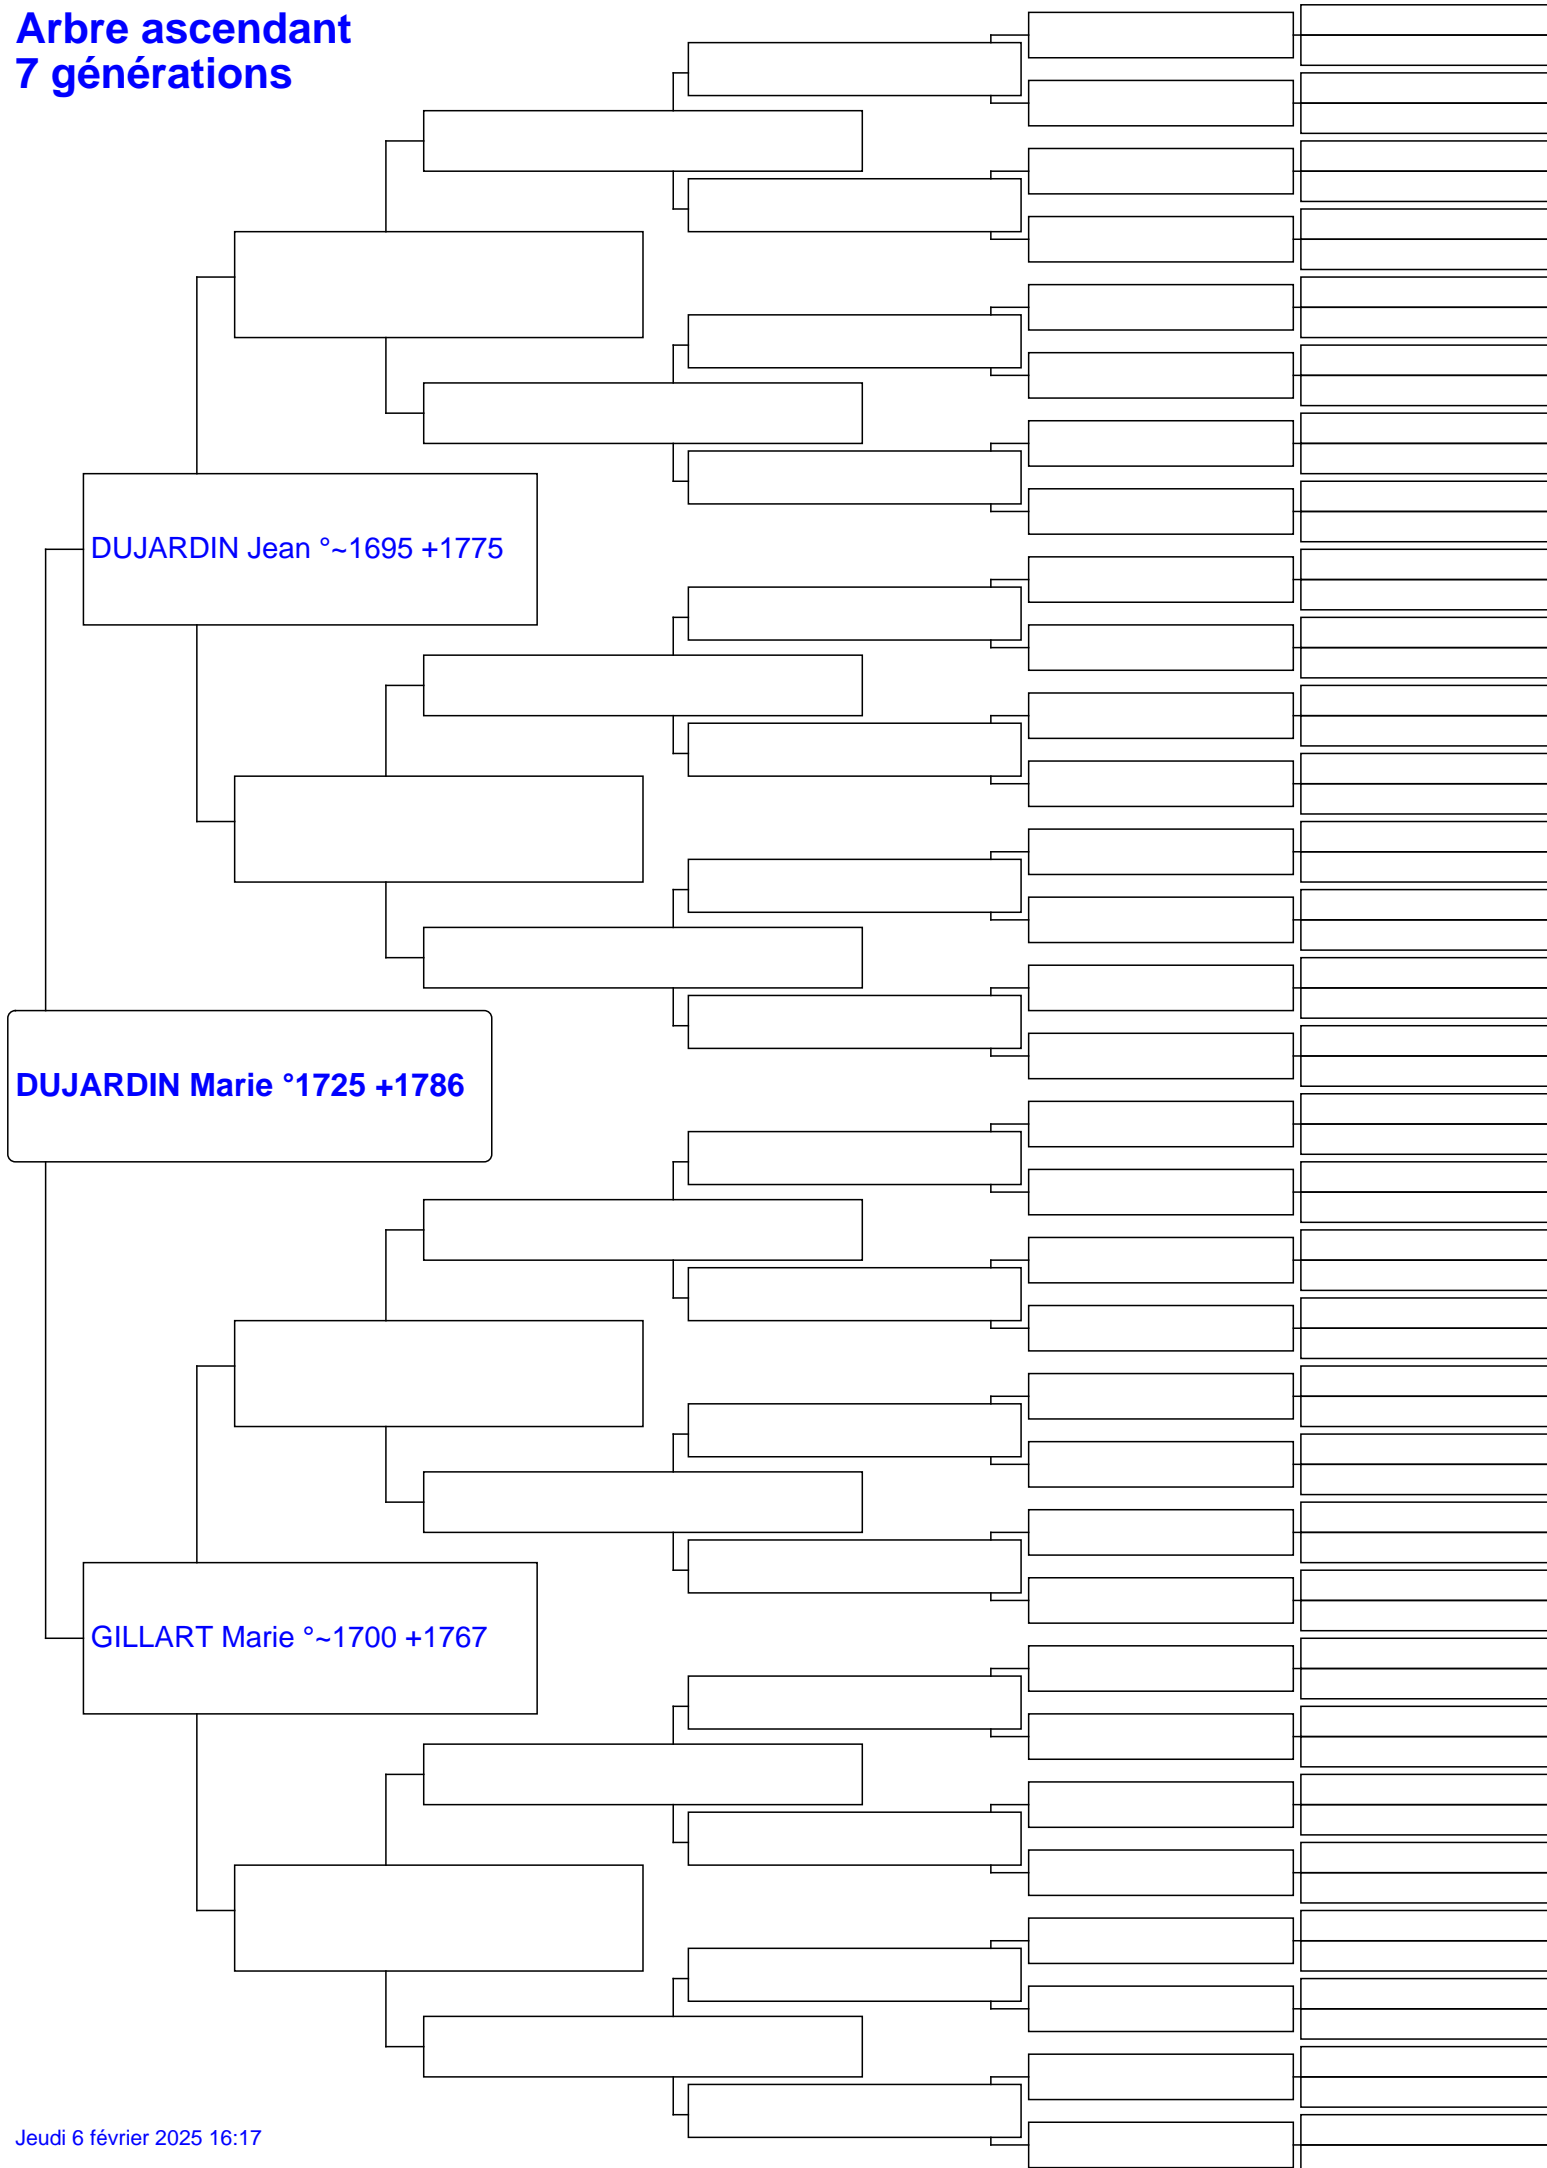 Arbre ascendant
7 générations
DUJARDIN Jean °~1695 +1775
DUJARDIN Marie °1725 +1786
GILLART Marie °~1700 +1767
Jeudi 6 février 2025 16:17